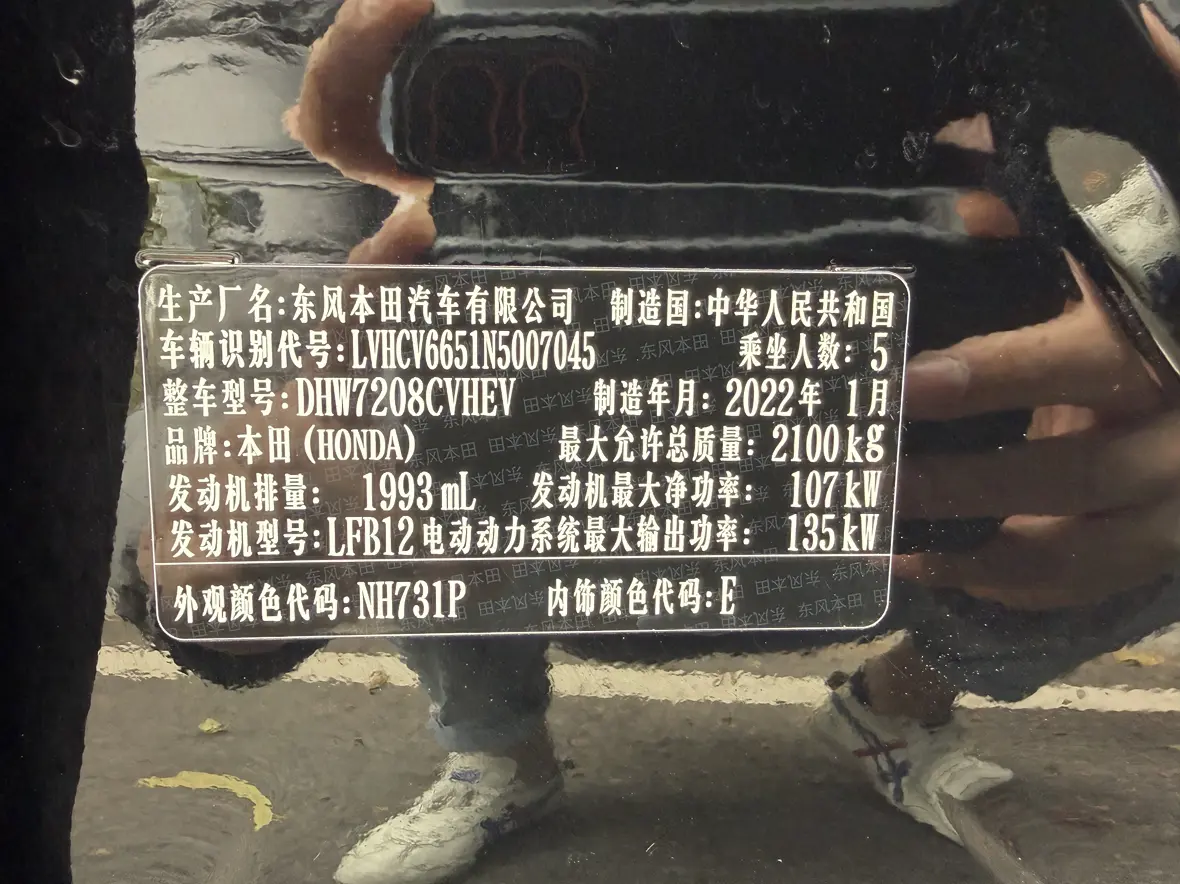 生产厂名:东风本田汽车有限公司 制造国:中华人民共和国
车辆识别代号:LVHCV6651N5007045 乘坐人数: 5
整车型号:DHW7208CVHEV 制造年月: 2022年 1月
品牌:本田(HONDA) 最大允许总质量: 2100kg
发动机排量: 1993mL 发动机最大净功率: 107kW
发动机型号:LFB12 电动动力系统最大输出功率: 135kW
外观颜色代码:NH731P 内饰颜色代码:E